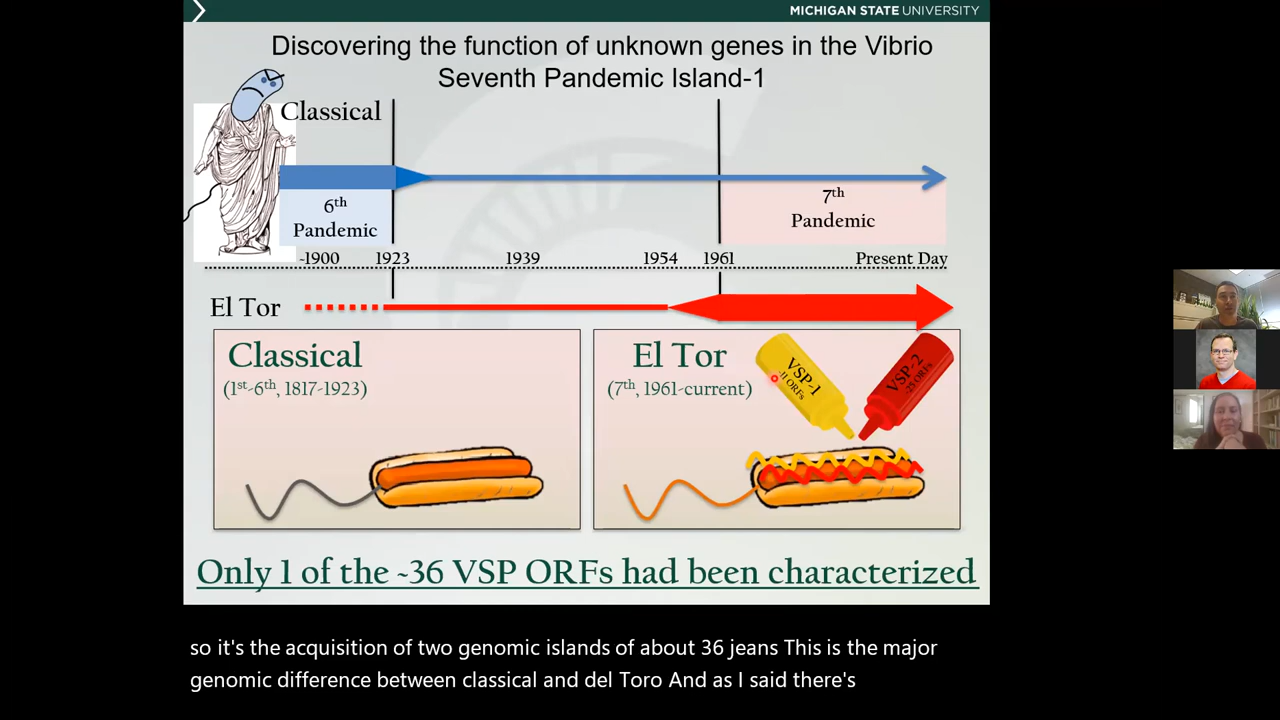 MICHIGAN STATE UNIVERSITY
Discovering the function of unknown genes in the Vibrio
Seventh Pandemic Island-1
Classical
6th
Pandemic
7th
Pandemic
~1900 1923 1939 1954 1961 Present Day
El Tor
Classical
(1st-6th, 1817-1923)
El Tor
(7th, 1961-current)
VSP-1
~11 ORFs
VSP-2
~25 ORFs
Only 1 of the ~36 VSP ORFs had been characterized
so it's the acquisition of two genomic islands of about 36 jeans This is the major
genomic difference between classical and del Toro And as I said there's